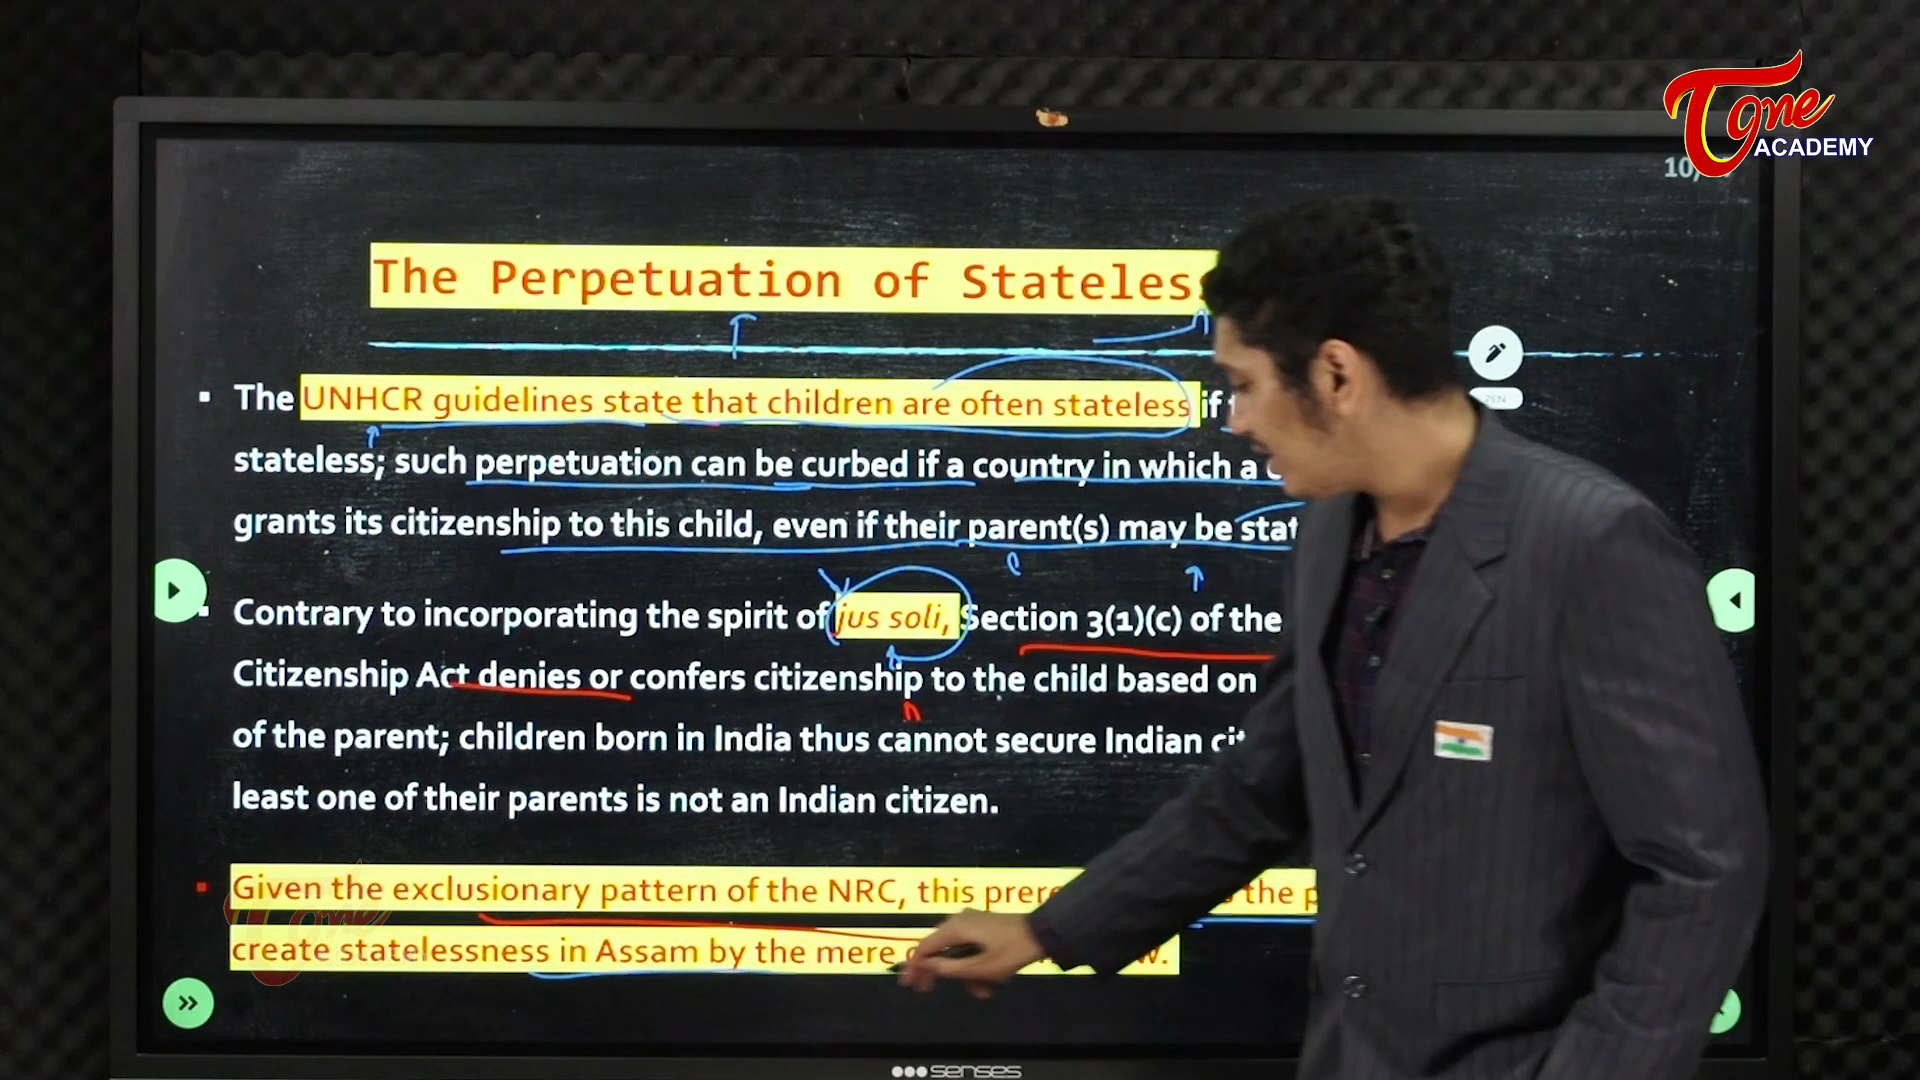 Tone
ACADEMY
10/
The Perpetuation of Stateles
The UNHCR guidelines state that children are often stateless if
PEN
stateless; such perpetuation can be curbed if a country in which a
grants its citizenship to this child, even if their parent(s) may be stat
Contrary to incorporating the spirit of jus soli, Section 3(1)(c) of the
Citizenship Act denies or confers citizenship to the child based on
of the parent; children born in India thus cannot secure Indian cit
least one of their parents is not an Indian citizen.
Given the exclusionary pattern of the NRC, this prere the p
create statelessness in Assam by the mere
senses